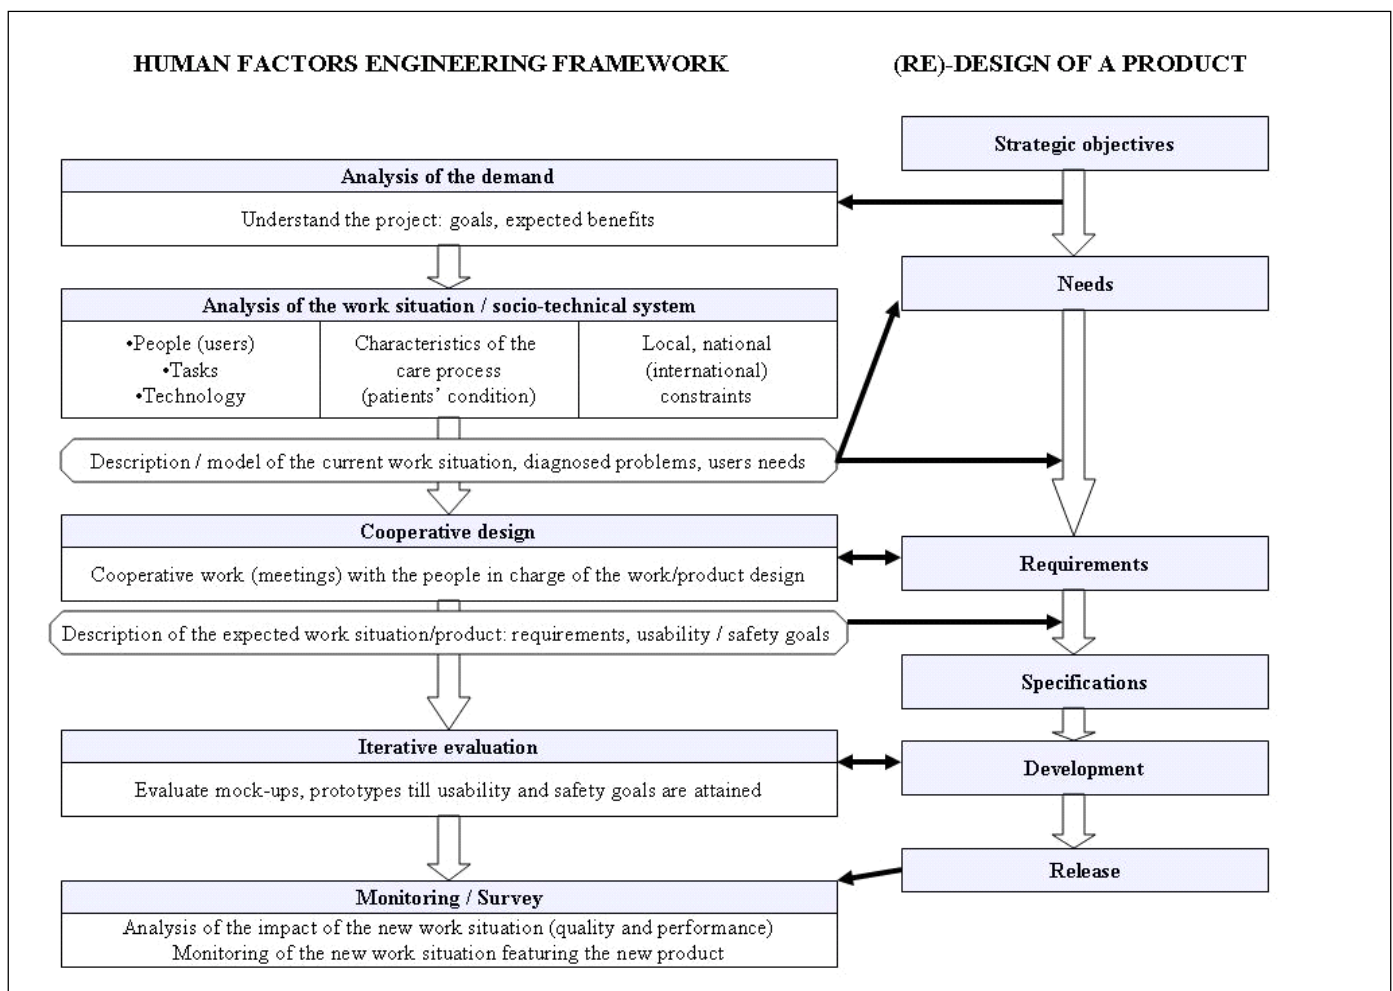 HUMAN FACTORS ENGINEERING FRAMEWORK
(RE)-DESIGN OF A PRODUCT
Strategic objectives
Analysis of the demand
Understand the project: goals, expected benefits
Needs
Analysis of the work situation / socio-technical system
•People (users)
•Tasks
•Technology
Characteristics of the
care process
(patients' condition)
Local, national
(international)
constraints
Description / model of the current work situation, diagnosed problems, users needs
Cooperative design
Cooperative work (meetings) with the people in charge of the work/product design
Requirements
Description of the expected work situation/product: requirements, usability / safety goals
Specifications
Iterative evaluation
Evaluate mock-ups, prototypes till usability and safety goals are attained
Development
Release
Monitoring / Survey
Analysis of the impact of the new work situation (quality and performance)
Monitoring of the new work situation featuring the new product